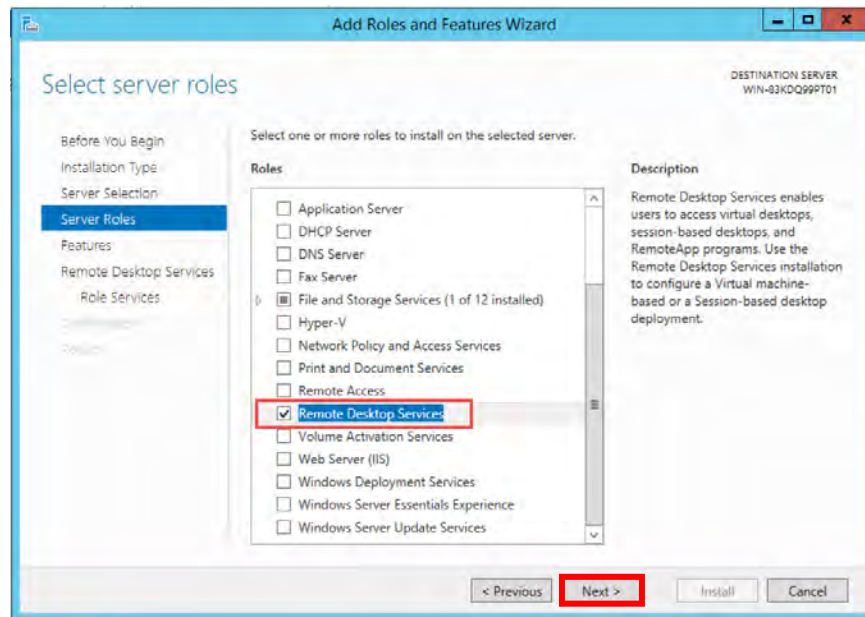 Add Roles and Features Wizard
Select server roles
DESTINATION SERVER
WIN-83KDQ99PT01
Before You Begin
Installation Type
Server Selection
Server Roles
Features
Remote Desktop Services
Role Services
Select one or more roles to install on the selected server.
Roles
Application Server
DHCP Server
DNS Server
Fax Server
File and Storage Services (1 of 12 installed)
Hyper-V
Network Policy and Access Services
Print and Document Services
Remote Access
Remote Desktop Services
Volume Activation Services
Web Server (IIS)
Windows Deployment Services
Windows Server Essentials Experience
Windows Server Update Services
Description
Remote Desktop Services enables
users to access virtual desktops,
session-based desktops, and
RemoteApp programs. Use the
Remote Desktop Services installation
to configure a Virtual machine-
based or a Session-based desktop
deployment.
< Previous
Next >
Install
Cancel